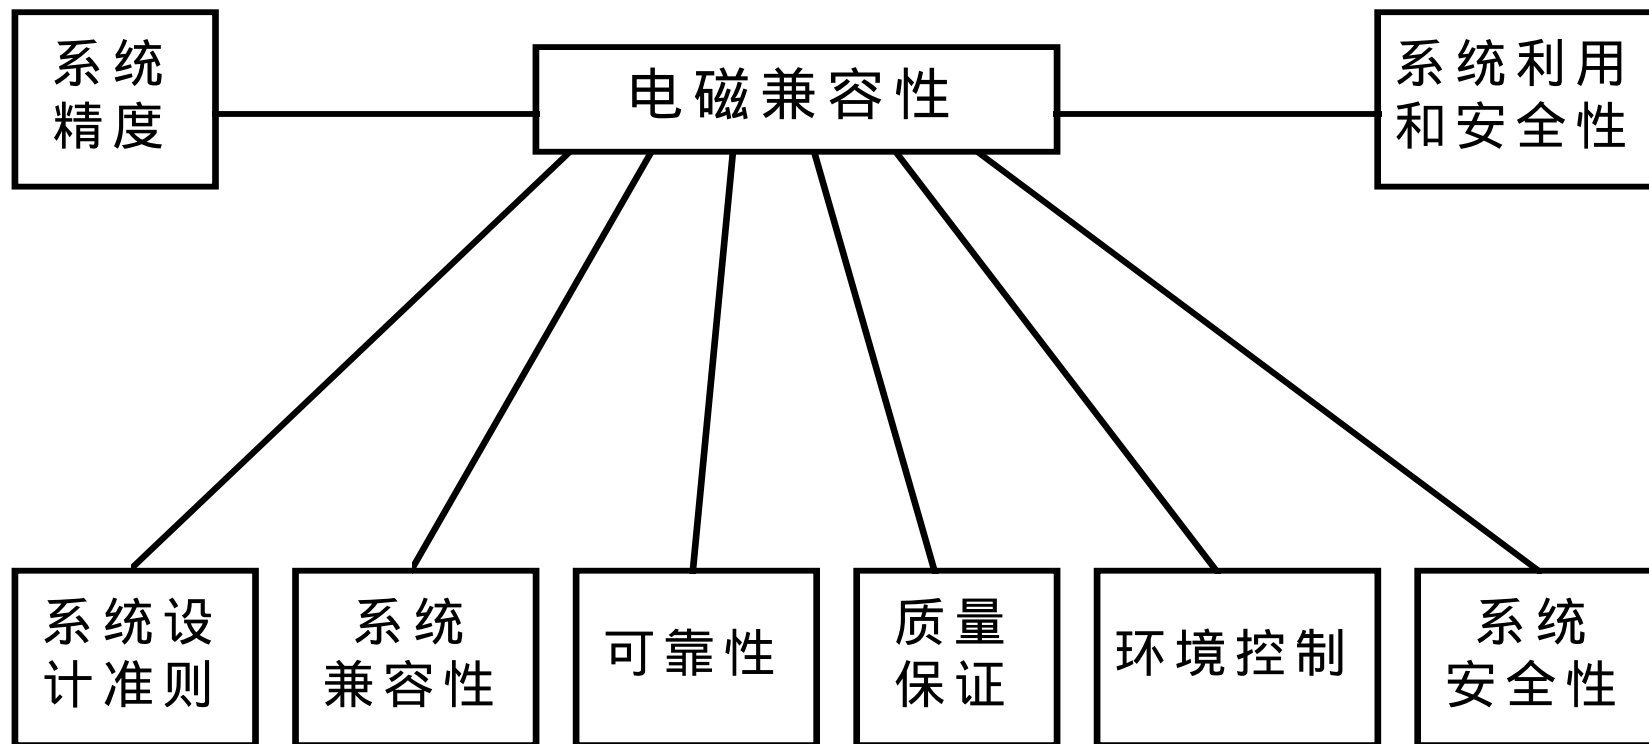 系统
精度
电磁兼容性
系统利用
和安全性
系统设
计准则
系统
兼容性
可靠性
质量
保证
环境控制
系统
安全性